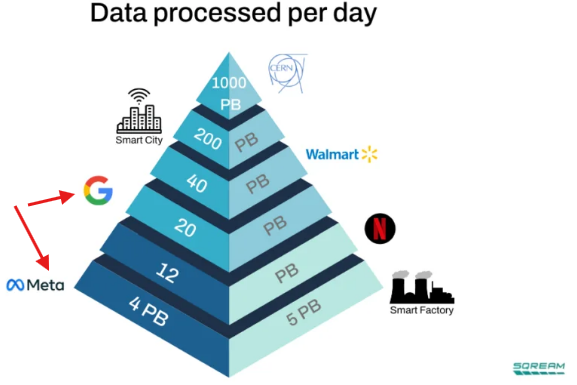 Data processed per day
CERN
1000
PB
Smart City
200 PB
Walmart
40 PB
G
20 PB
N
12 PB
Meta
4 PB 5 PB
Smart Factory
SQREAM